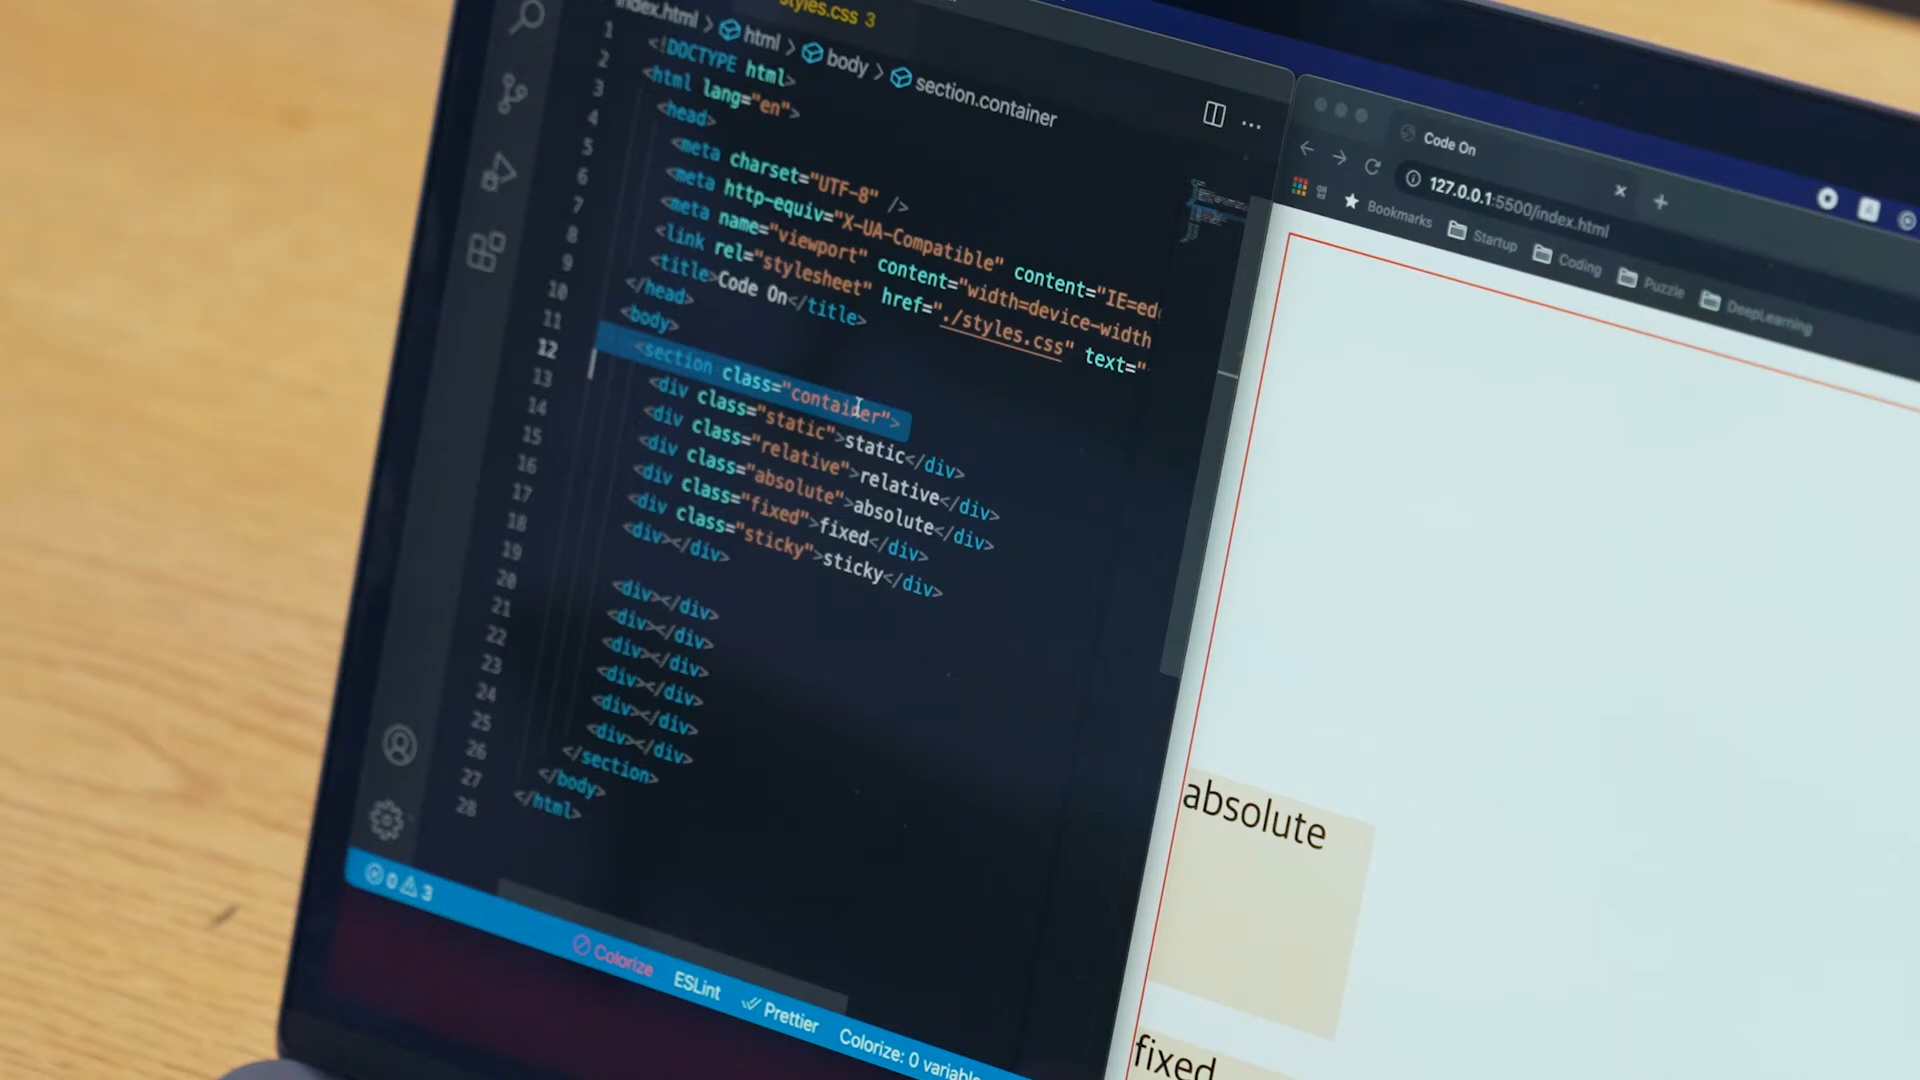 styles.css 3
index.html > html > body > section.container
1
2
3
4
5
6
7
8
9
10
11
12
13
14
15
16
17
18
19
20
21
22
23
24
25
26
27
28
<!DOCTYPE html>
<html lang="en">
<head>
<meta charset="UTF-8" />
<meta http-equiv="X-UA-Compatible" content="IE=ed
<meta name="viewport" content="width=device-width
<link rel="stylesheet" href="./styles.css" text="
<title>Code On</title>
</head>
<body>
<section class="container">
<div class="static">static</div>
<div class="relative">relative</div>
<div class="absolute">absolute</div>
<div class="fixed">fixed</div>
<div class="sticky">sticky</div>
<div></div>
<div></div>
<div></div>
<div></div>
<div></div>
<div></div>
<div></div>
</section>
</body>
</html>
0 3
Colorize
ESLint
Prettier
Colorize: 0 variable
Code On
127.0.0.1:5500/index.html
앱
Bookmarks
Startup
Coding
Puzzle
DeepLearning
absolute
fixed